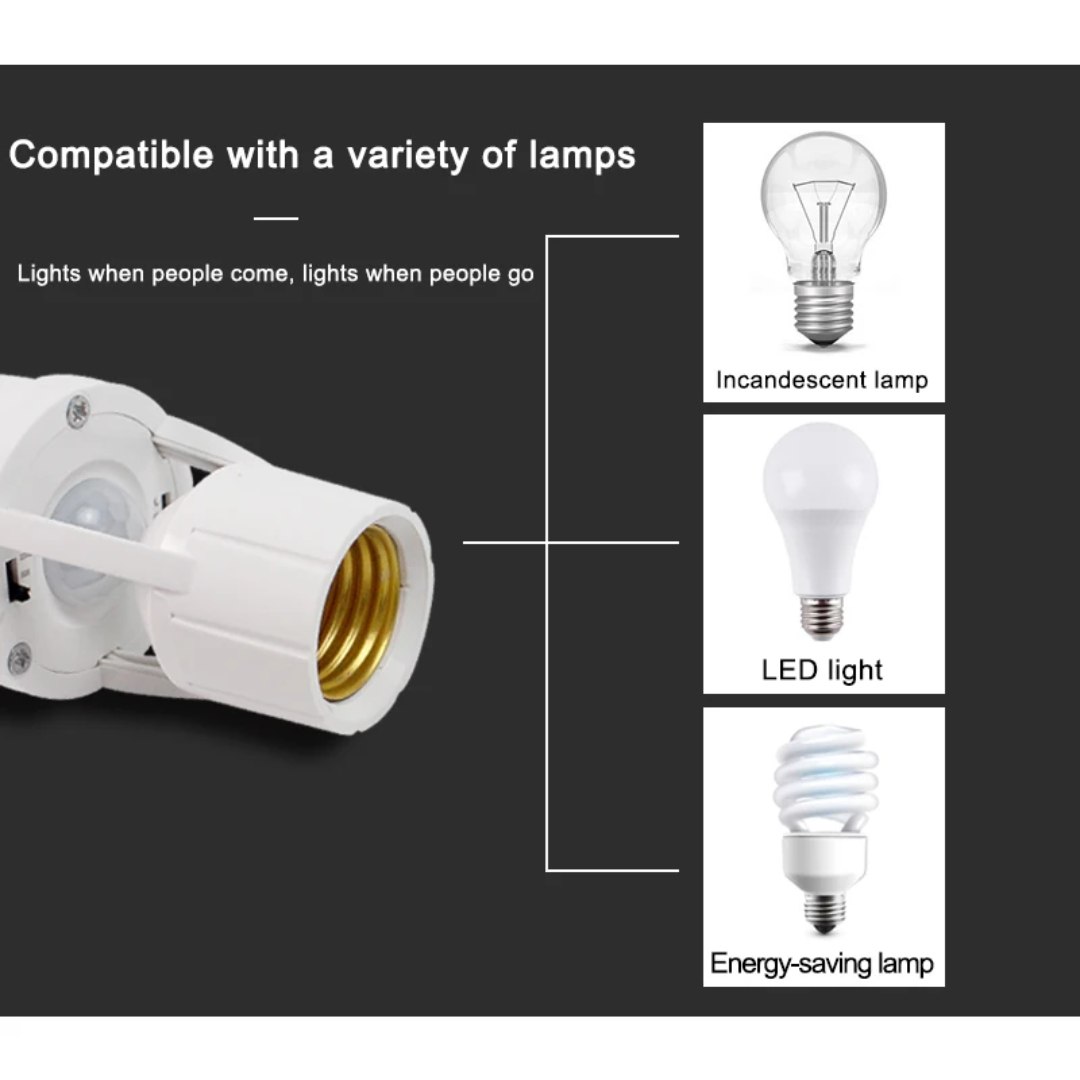 Compatible with a variety of lamps
Lights when people come, lights when people go
Incandescent lamp
LED light
Energy-saving lamp